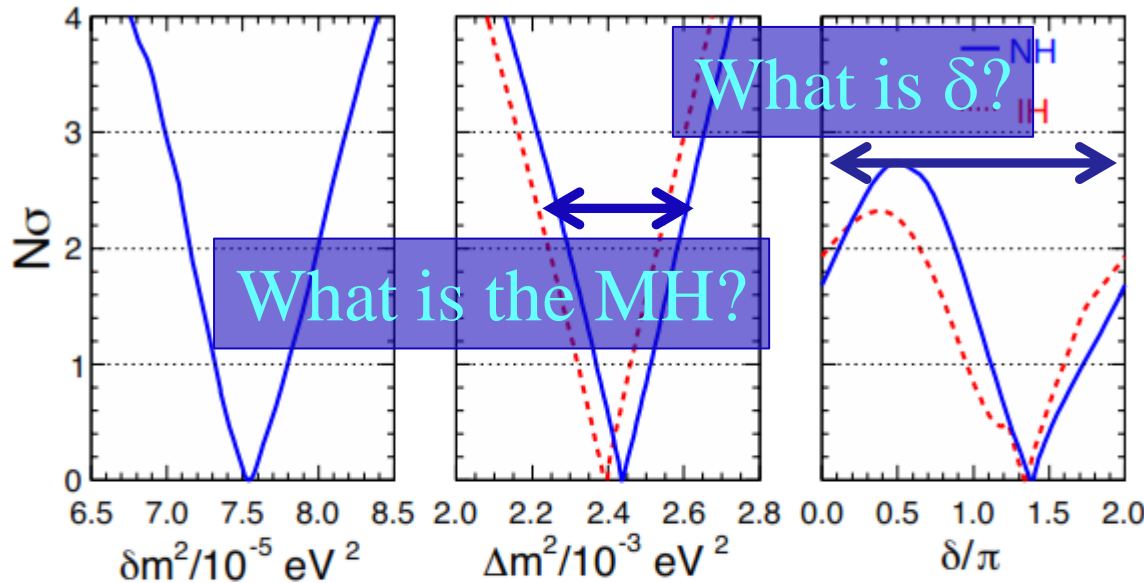 4
3
2
1
0
Nσ
6.5 7.0 7.5 8.0 8.5
δm²/10⁻⁵ eV²
2.0 2.2 2.4 2.6 2.8
Δm²/10⁻³ eV²
0.0 0.5 1.0 1.5 2.0
δ/π
NH
IH
What is δ?
What is the MH?